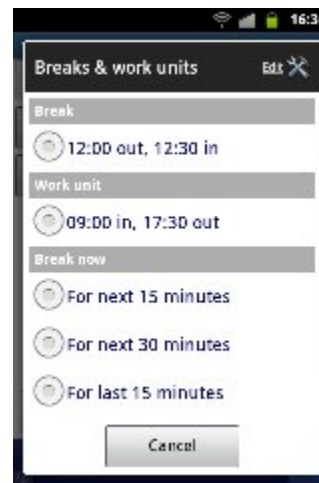 16:3
Breaks & work units Edit
Break
12:00 out, 12:30 in
Work unit
09:00 in, 17:30 out
Break now
For next 15 minutes
For next 30 minutes
For last 15 minutes
Cancel